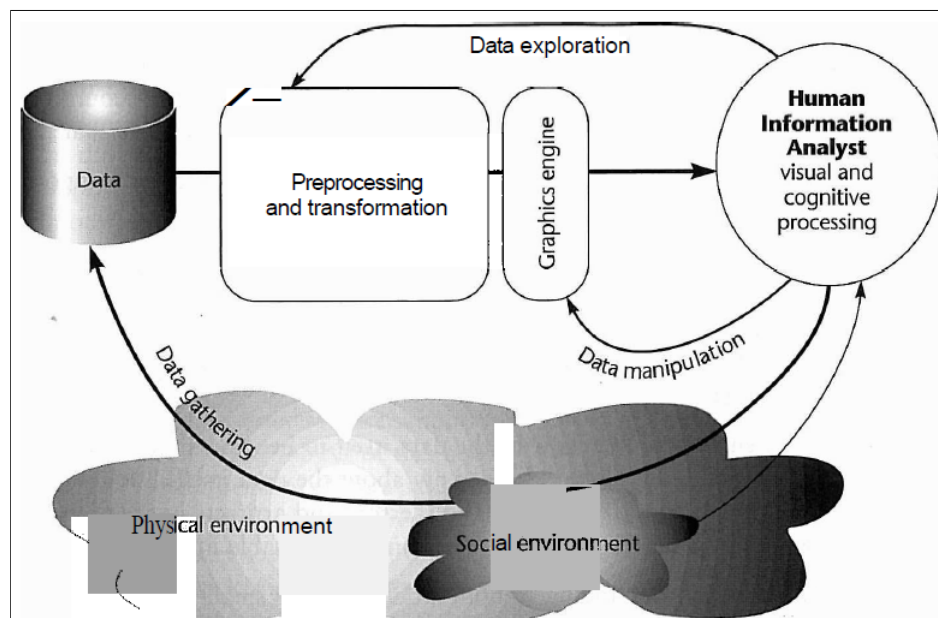 Data exploration
Human
Information
Analyst
visual and
cognitive
processing
Data
Preprocessing
and transformation
Graphics engine
Data manipulation
Data gathering
Physical environment
Social environment